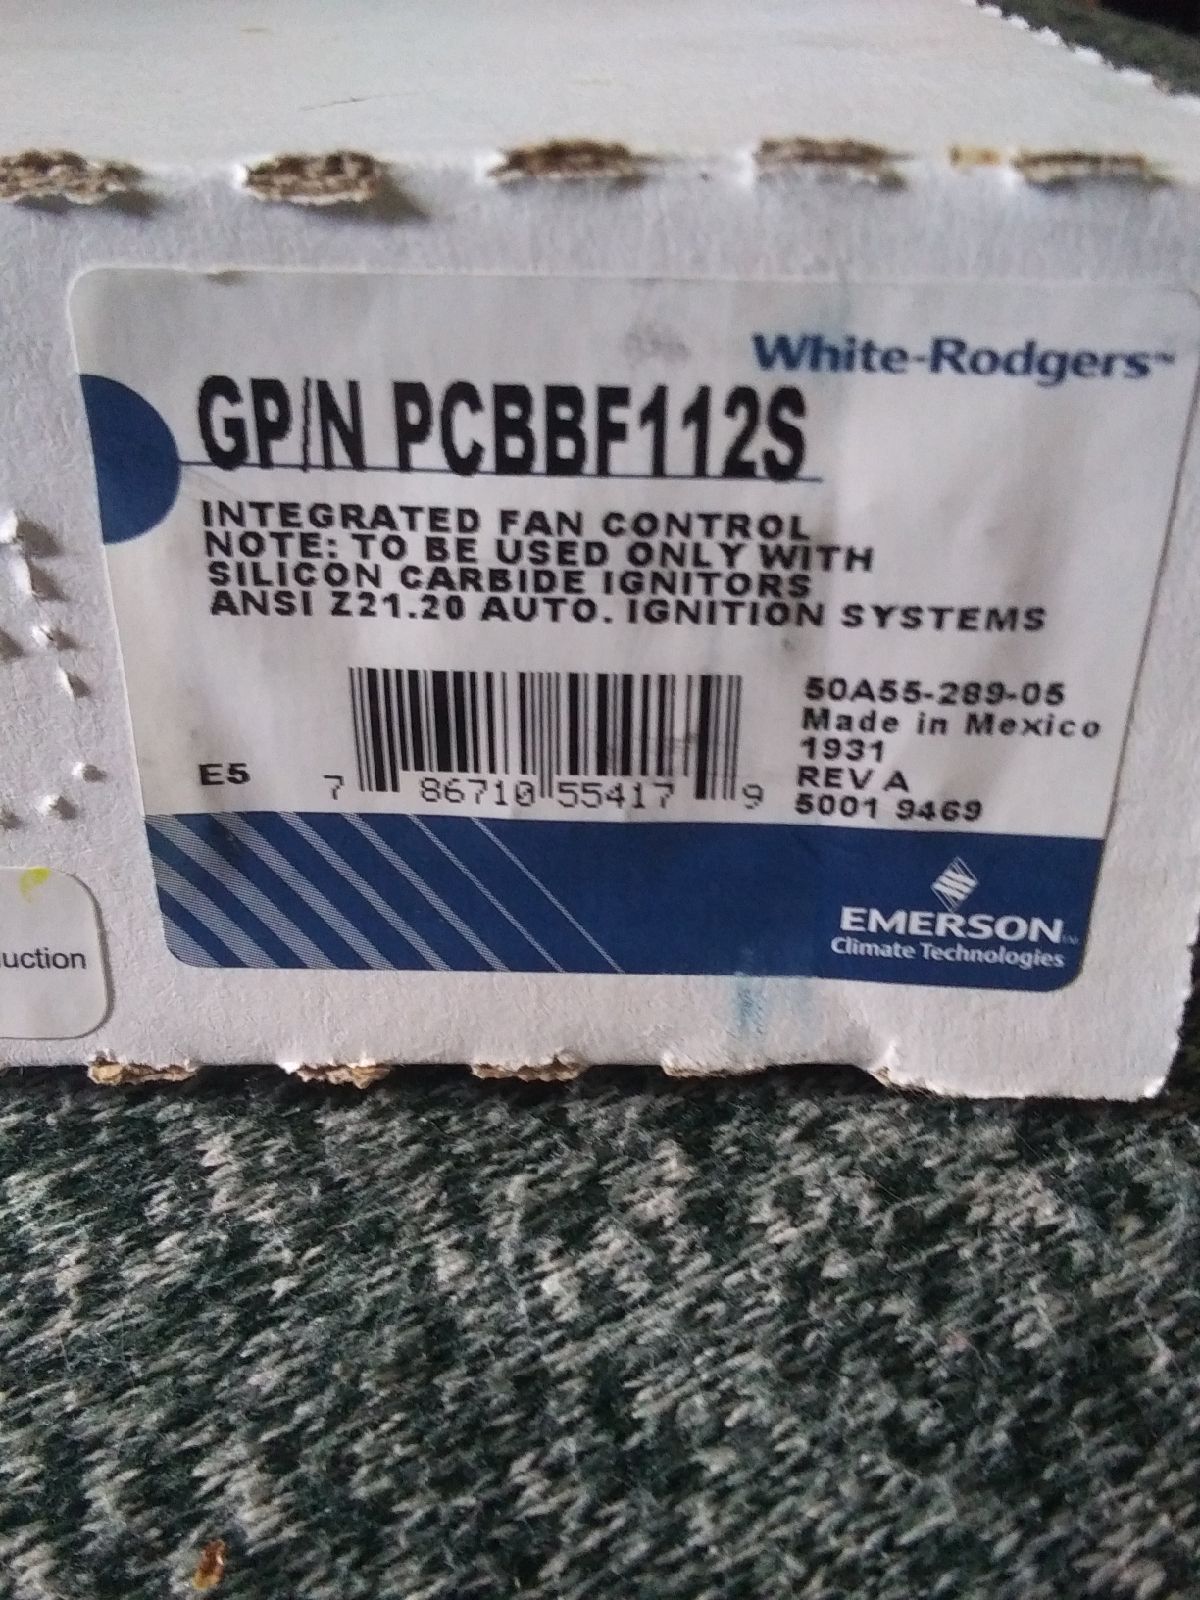 White-Rodgers™
GP/N PCBBF112S
INTEGRATED FAN CONTROL
NOTE: TO BE USED ONLY WITH
SILICON CARBIDE IGNITORS
ANSI Z21.20 AUTO. IGNITION SYSTEMS
50A55-289-05
Made in Mexico
1931
REV A
5001 9469
E5
7 86710 55417 9
EMERSON™
Climate Technologies
uction